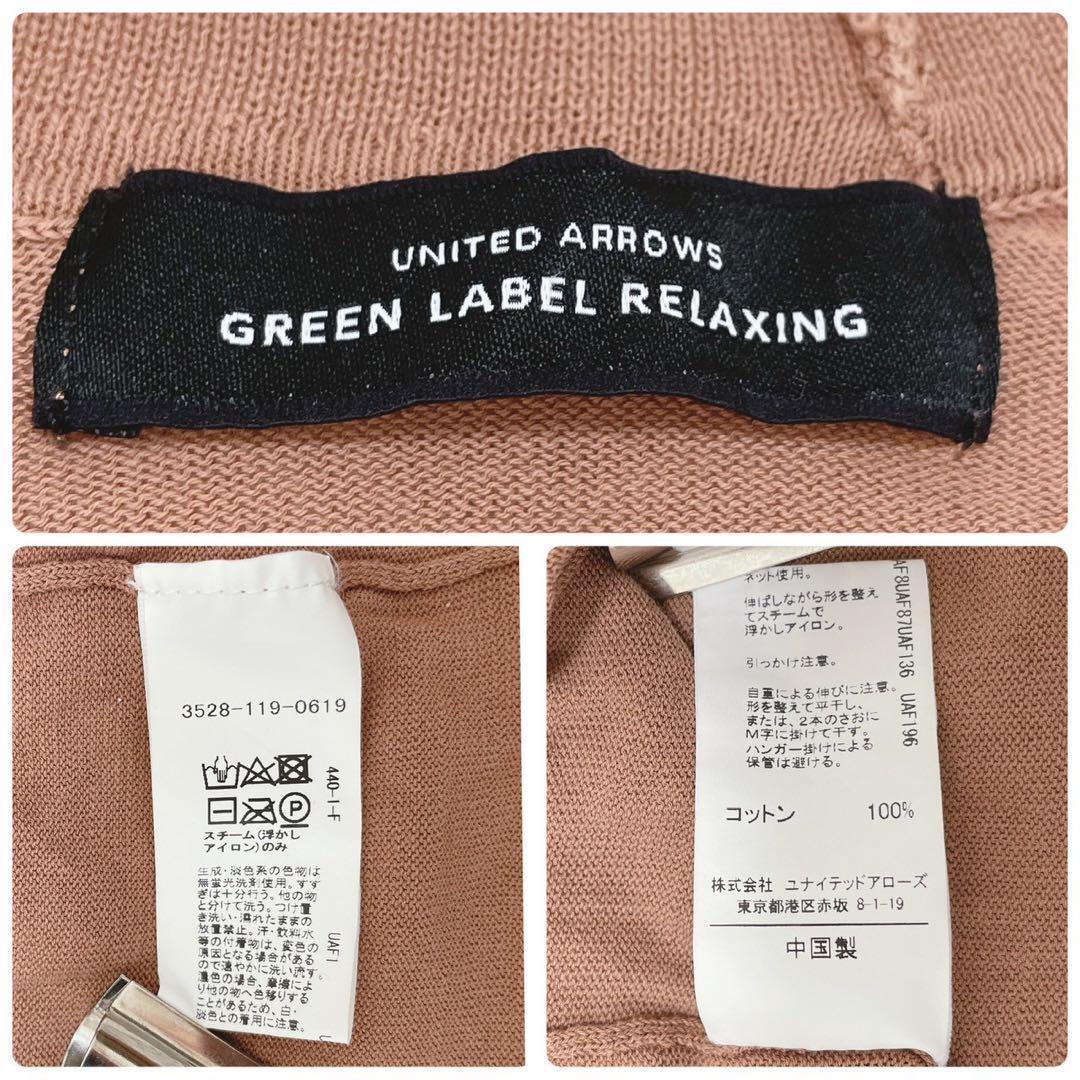 UNITED ARROWS
GREEN LABEL RELAXING
3528-119-0619
440-I-F
P
スチーム(浮かし
アイロン)のみ
生成・淡色系の色物は
無蛍光洗剤使用。すす
ぎは十分行う。他の物
と分けて洗う。つけ置
き洗い・濡れたままの
放置禁止。汗・飲料水
等の付着物は、変色の
原因となる場合がある
ので速やかに洗い流す。
濃色の場合、摩擦によ
り他の物へ色移りする
ことがあるため、白・
淡色との着用に注意。
UAF1
ネット使用。
伸ばしながら形を整え
てスチームで
浮かしアイロン。
引っかけ注意。
自重による伸びに注意。
形を整えて平干し、
または、2本のさおに
M字に掛けて干す。
ハンガー掛けによる
保管は避ける。
AF8UAF87UAF136 UAF196
コットン 100%
株式会社 ユナイテッドアローズ
東京都港区赤坂 8-1-19
中国製